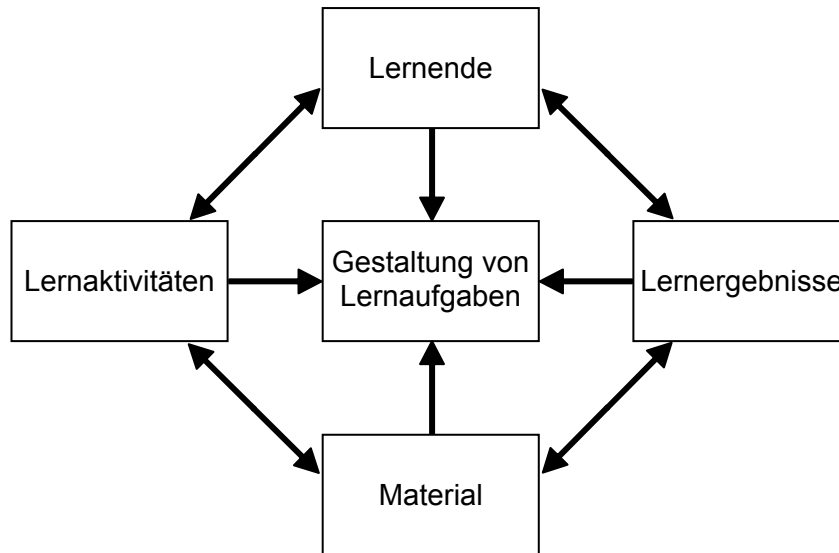 Lernende
Lernaktivitäten
Gestaltung von
Lernaufgaben
Lernergebnisse
Material